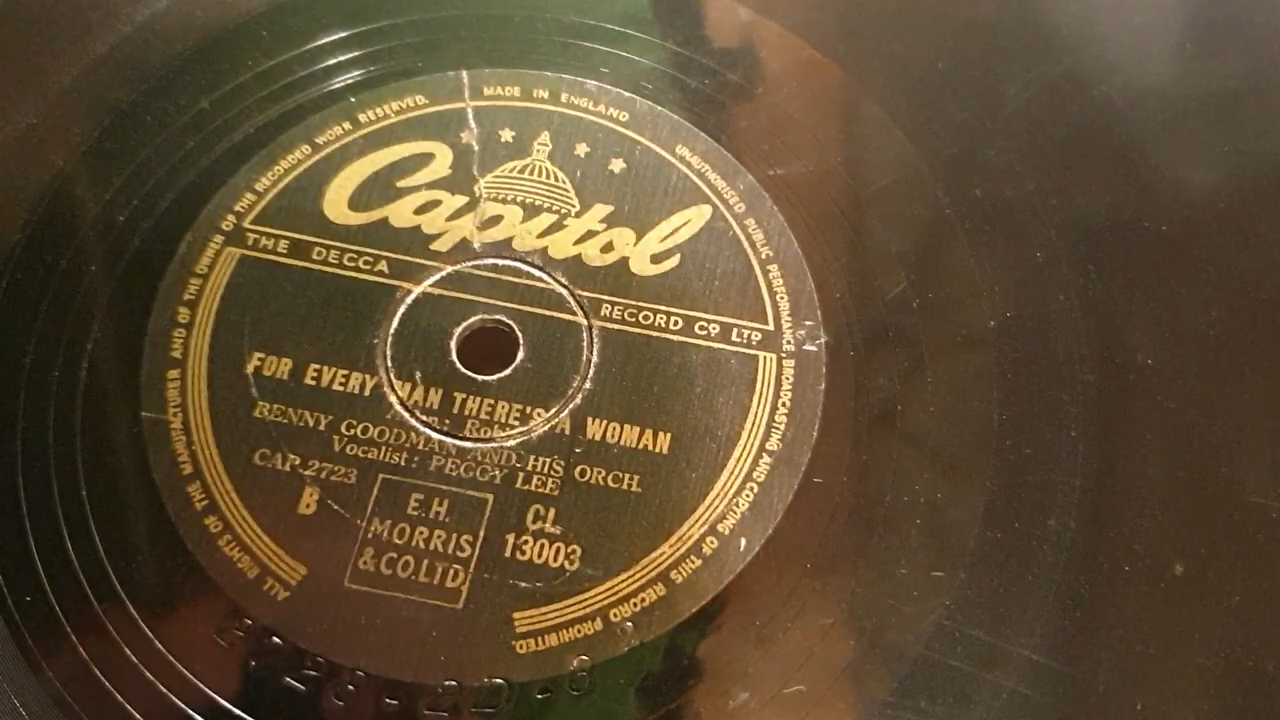 MADE IN ENGLAND
Capitol
THE DECCA RECORD CO LTD
FOR EVERY MAN THERE'S A WOMAN
BENNY GOODMAN AND HIS ORCH.
Vocalist: PEGGY LEE
CAP.2723
B
E.H.
MORRIS
& CO.LTD
CL
13003
ALL RIGHTS OF THE MANUFACTURER AND OF THE OWNER OF THE RECORDED WORK RESERVED.
UNAUTHORISED PUBLIC PERFORMANCE, BROADCASTING AND COPYING OF THIS RECORD PROHIBITED.